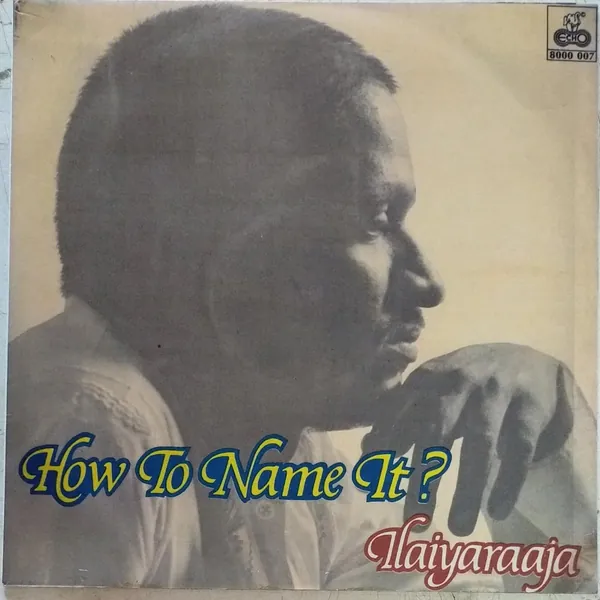 ECHO
8000 007
How To Name It?
Ilaiyaraaja